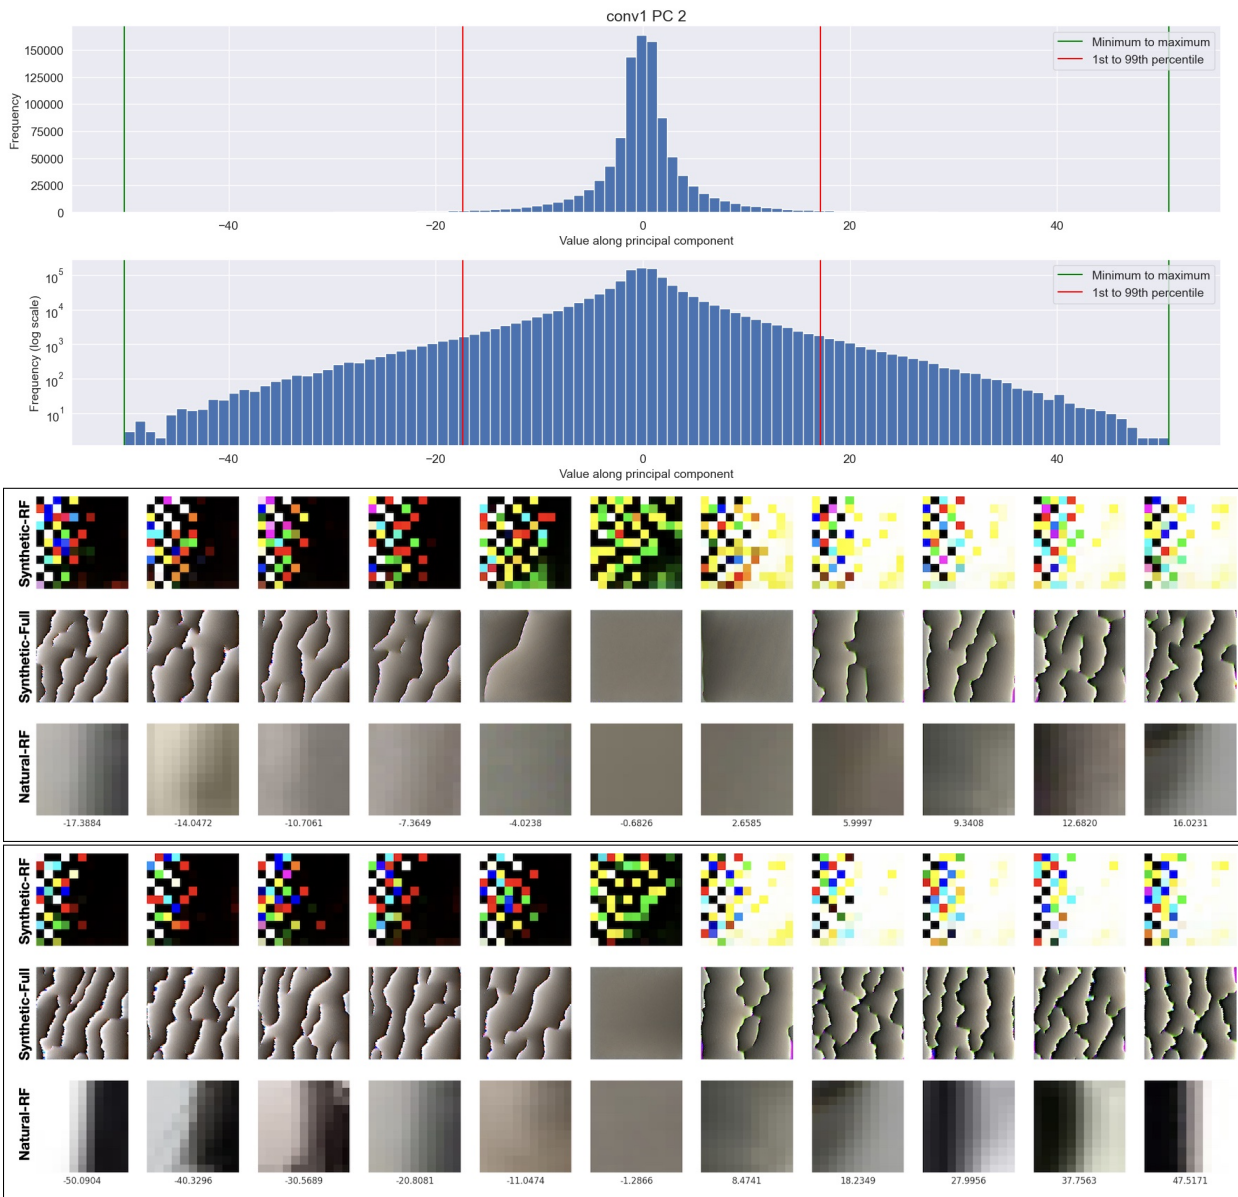 conv1 PC 2
Frequency
150000
125000
100000
75000
50000
25000
0
Minimum to maximum
1st to 99th percentile
−40 −20 0 20 40
Value along principal component
Frequency (log scale)
10^5
10^4
10^3
10^2
10^1
Minimum to maximum
1st to 99th percentile
−40 −20 0 20 40
Value along principal component
Synthetic-RF
Synthetic-Full
Natural-RF
-17.3884 -14.0472 -10.7061 -7.3649 -4.0238 -0.6826 2.6585 5.9997 9.3408 12.6820 16.0231
Synthetic-RF
Synthetic-Full
Natural-RF
-50.0904 -40.3296 -30.5689 -20.8081 -11.0474 -1.2866 8.4741 18.2349 27.9956 37.7563 47.5171